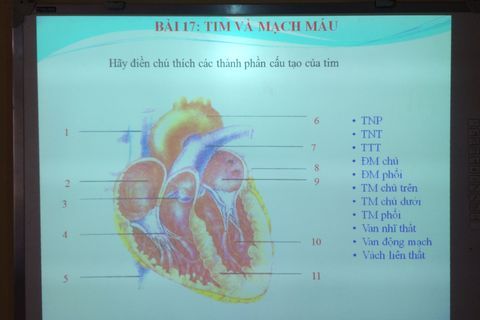 BÀI 17: TIM VÀ MẠCH MÁU
Hãy điền chú thích các thành phần cấu tạo của tim
1
2
3
4
5
6
7
8
9
10
11
• TNP
• TNT
• TTT
• ĐM chủ
• ĐM phổi
• TM chủ trên
• TM chủ dưới
• TM phổi
• Van nhĩ thất
• Van động mạch
• Vách liên thất